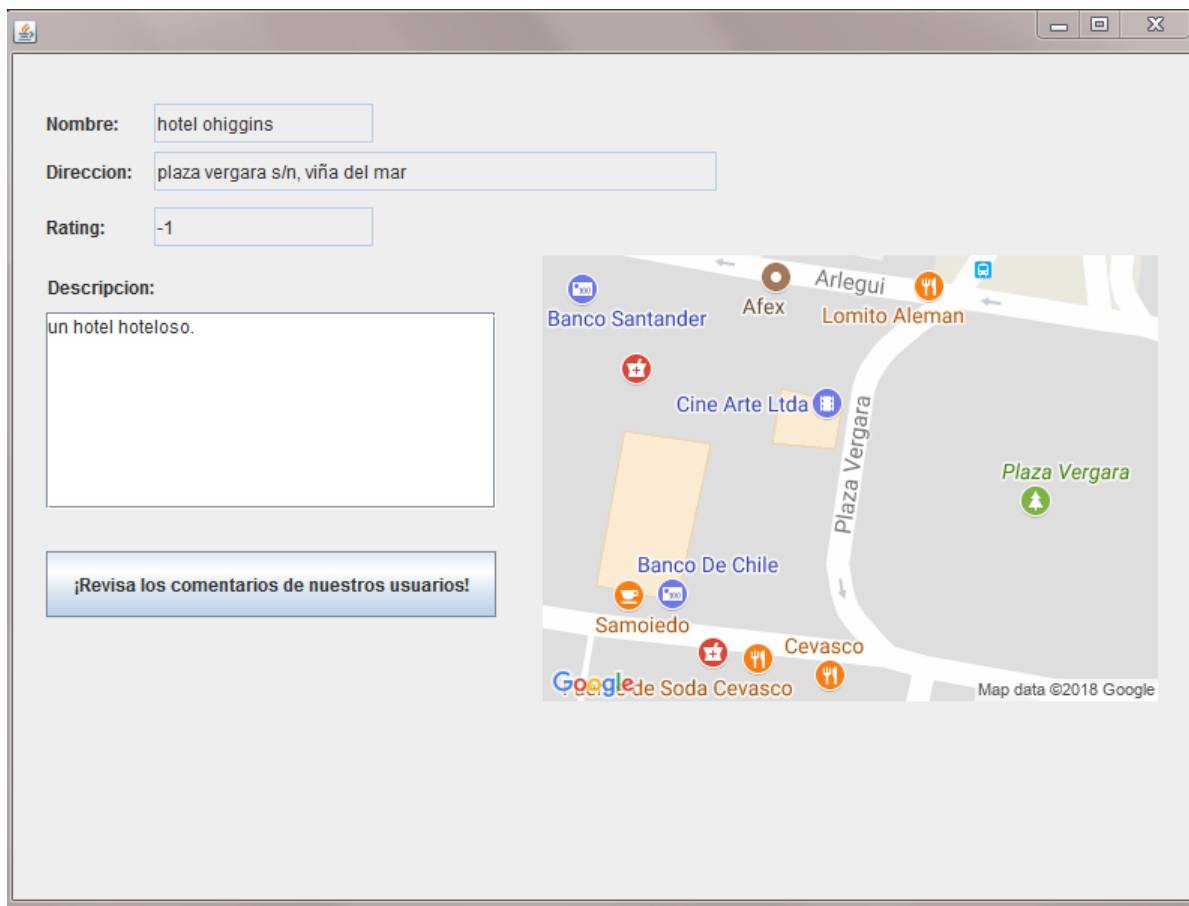 Nombre: hotel ohiggins
Direccion: plaza vergara s/n, viña del mar
Rating: -1
Descripcion:
un hotel hoteloso.
¡Revisa los comentarios de nuestros usuarios!
Arlegui
Afex
Banco Santander
Lomito Aleman
Cine Arte Ltda
Plaza Vergara
Plaza Vergara
Banco De Chile
Samoiedo
Cevasco
Google
de Soda Cevasco
Map data ©2018 Google